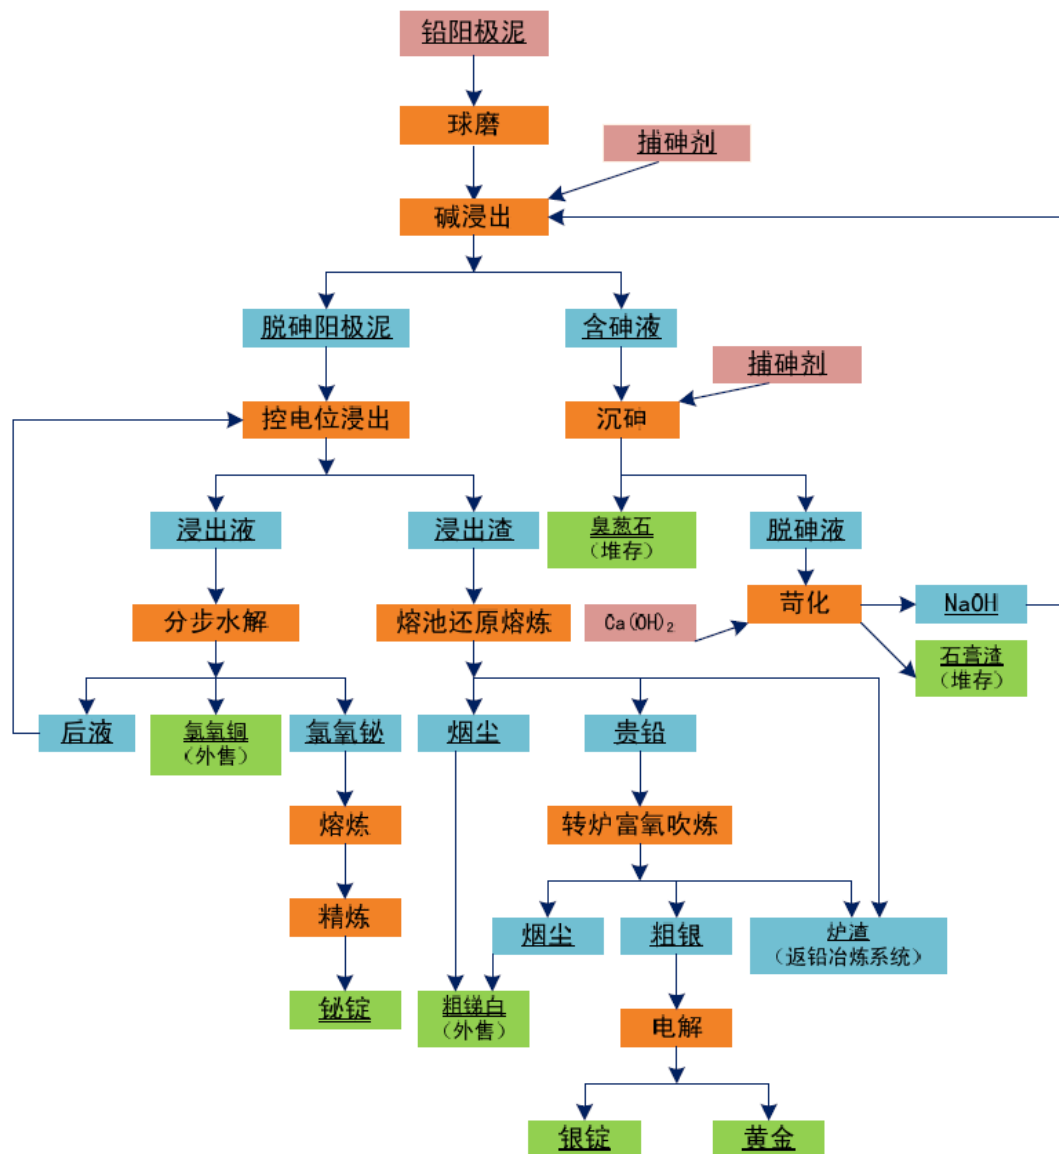 铅阳极泥
球磨
捕砷剂
碱浸出
脱砷阳极泥
含砷液
捕砷剂
控电位浸出
沉砷
浸出液
浸出渣
臭葱石
（堆存）
脱砷液
分步水解
熔池还原熔炼
Ca(OH)₂
苛化
NaOH
石膏渣
（堆存）
后液
氯氧铜
（外售）
氯氧铋
烟尘
贵铅
熔炼
转炉富氧吹炼
精炼
烟尘
粗银
炉渣
（返铅冶炼系统）
铋锭
粗锑白
（外售）
电解
银锭
黄金